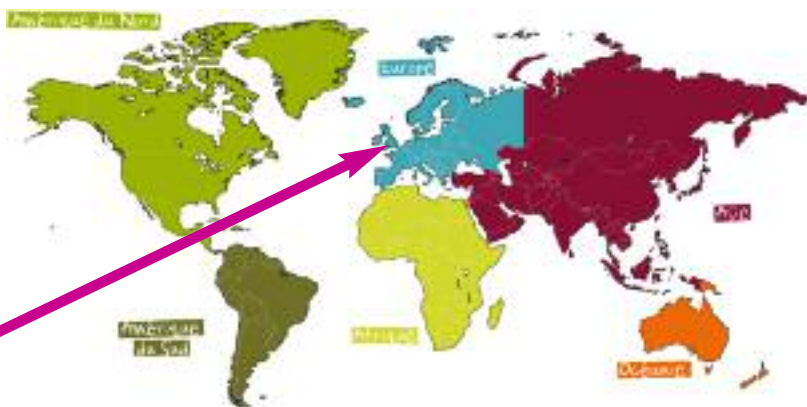 Amérique du Nord
Europe
Asie
Amérique
du Sud
Afrique
Océanie